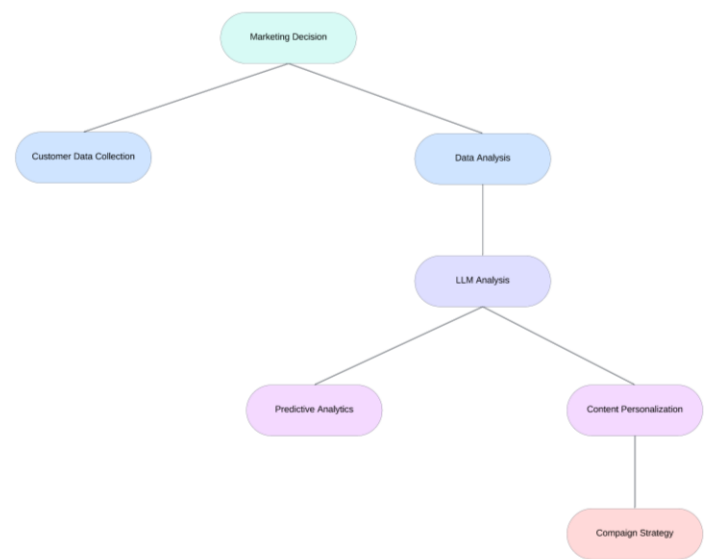 Marketing Decision
Customer Data Collection
Data Analysis
LLM Analysis
Predictive Analytics
Content Personalization
Compaign Strategy